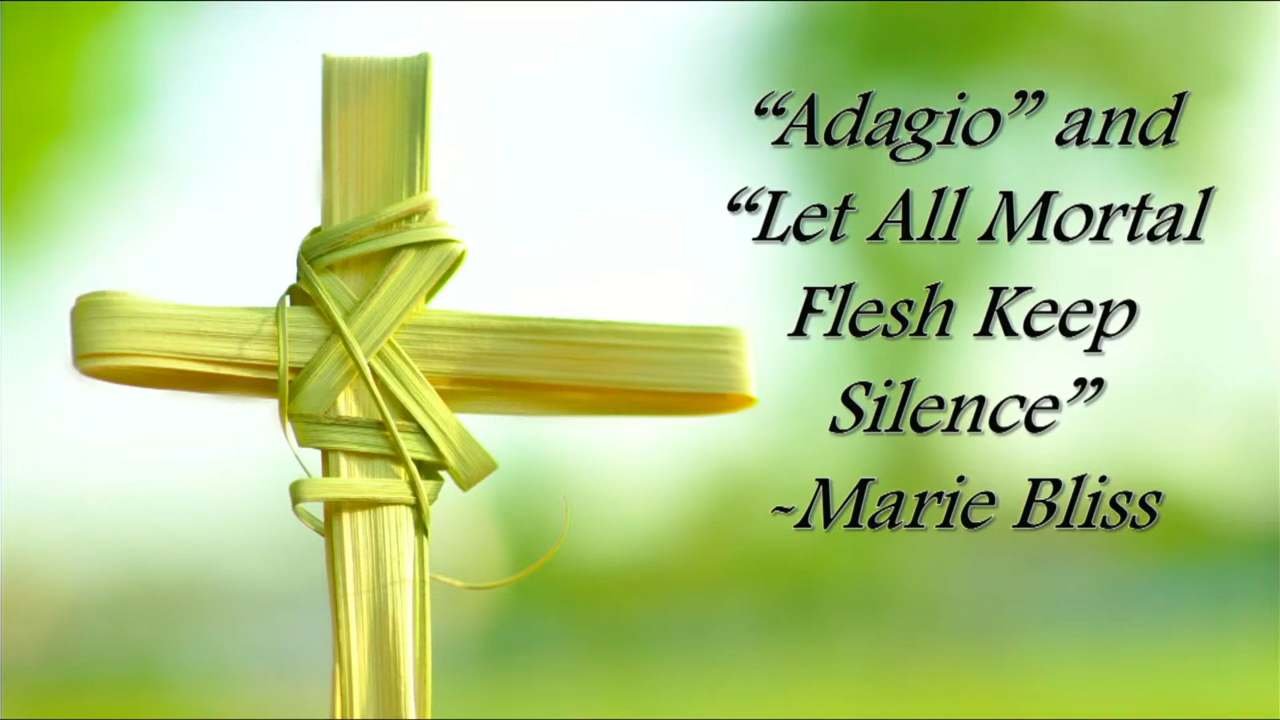 “Adagio” and
“Let All Mortal
Flesh Keep
Silence”
~Marie Bliss